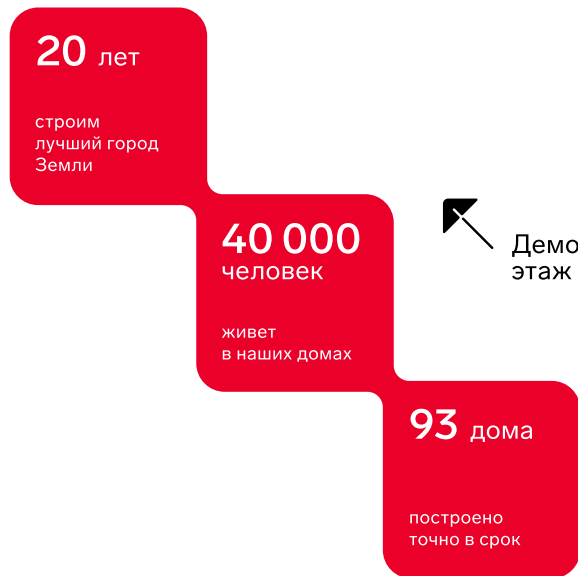 20 лет
строим
лучший город
Земли
40 000
человек
живет
в наших домах
Демо
этаж
93 дома
построено
точно в срок